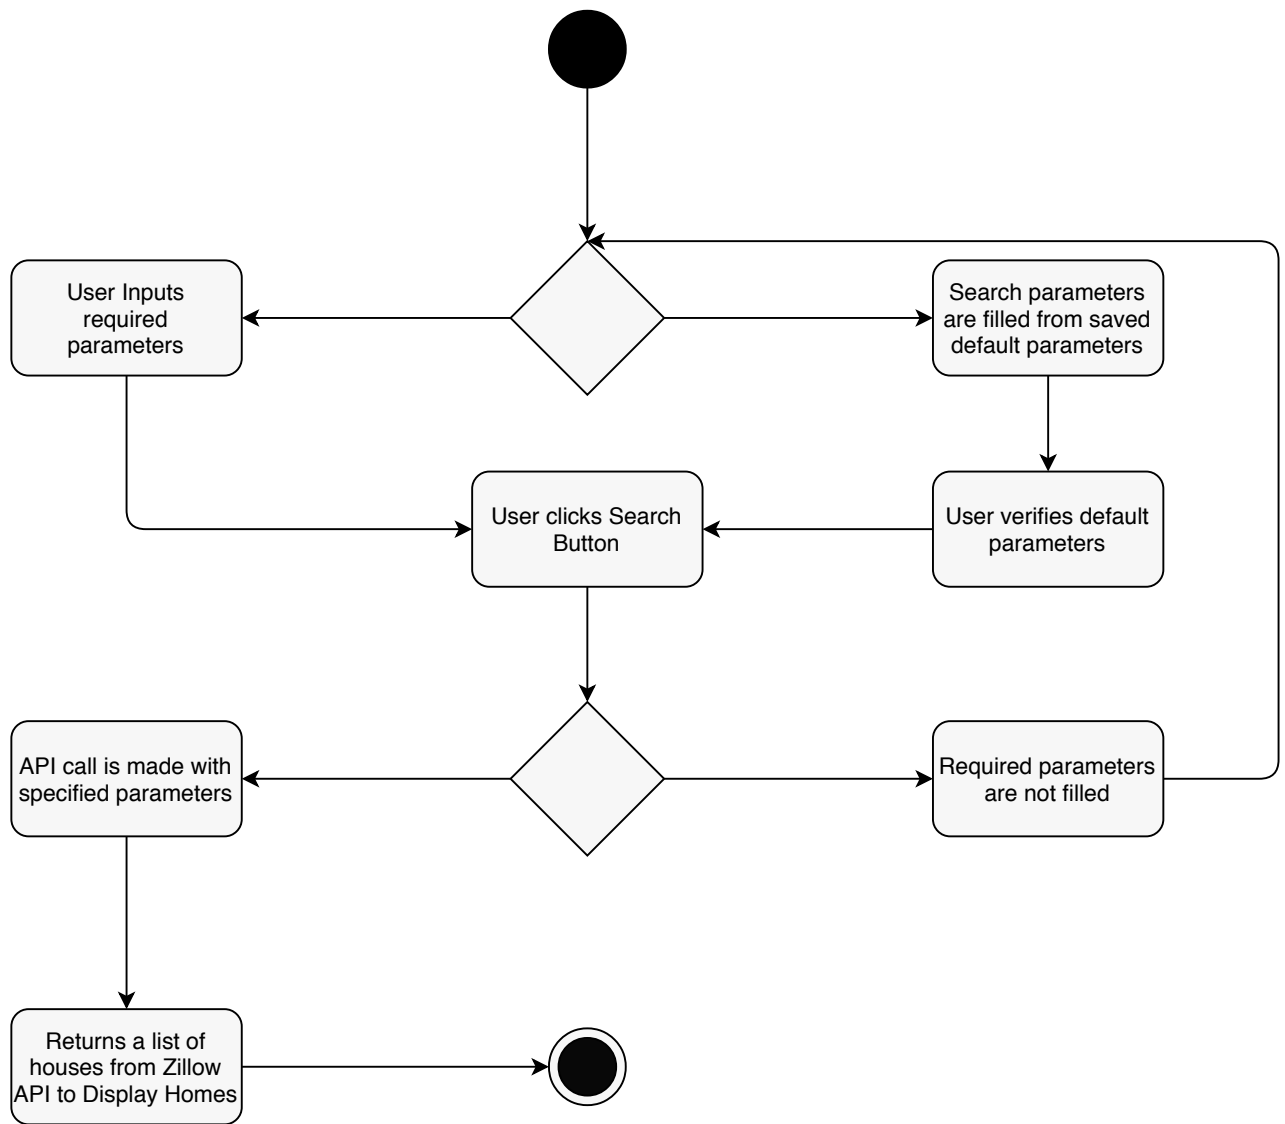 User Inputs
required
parameters
Search parameters
are filled from saved
default parameters
User clicks Search
Button
User verifies default
parameters
API call is made with
specified parameters
Required parameters
are not filled
Returns a list of
houses from Zillow
API to Display Homes